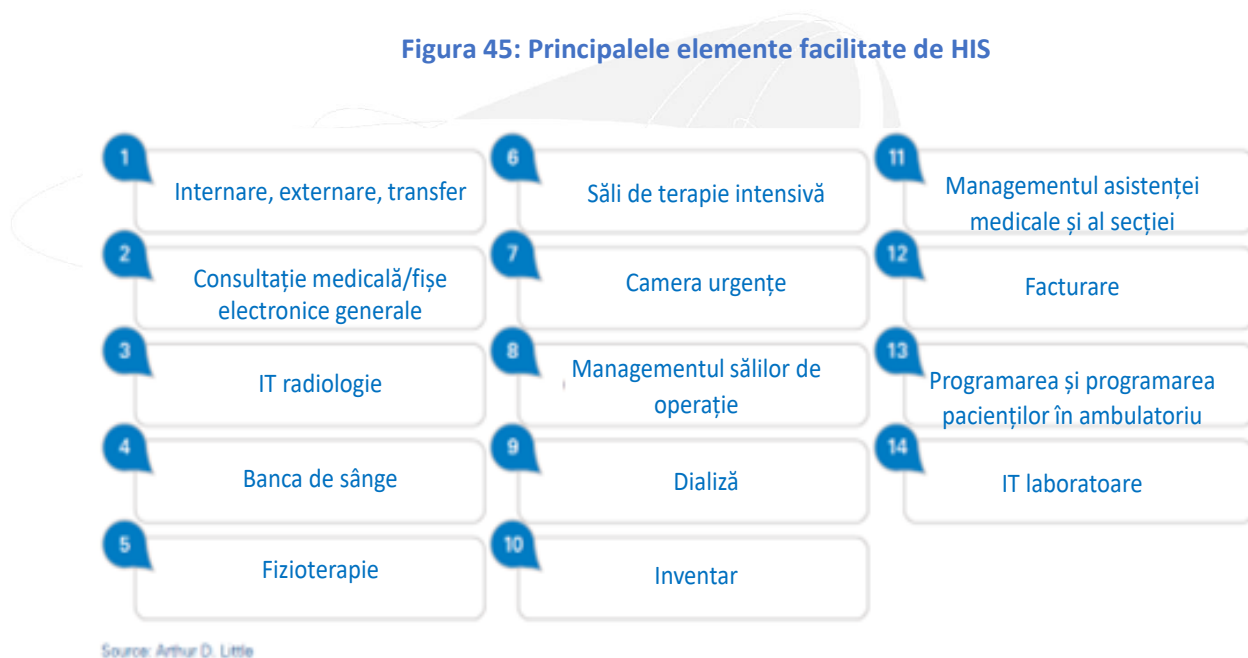 Figura 45: Principalele elemente facilitate de HIS
1
Internare, externare, transfer
2
Consultație medicală/fișe
electronice generale
3
IT radiologie
4
Banca de sânge
5
Fizioterapie
6
Săli de terapie intensivă
7
Camera urgențe
8
Managementul sălilor de
operație
9
Dializă
10
Inventar
11
Managementul asistenței
medicale și al secției
12
Facturare
13
Programarea și programarea
pacienților în ambulatoriu
14
IT laboratoare
Source: Arthur D. Little